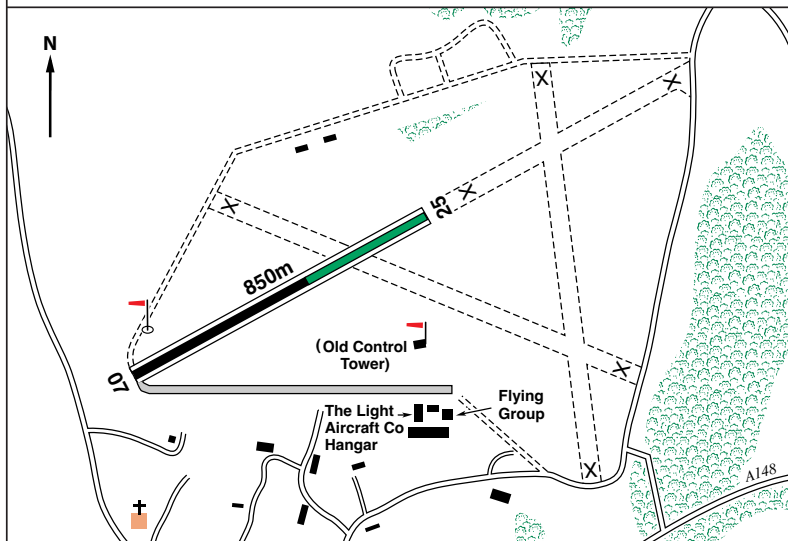 N
X
X
X
X
25
X
850m
(Old Control
Tower)
07
X
The Light
Aircraft Co
Hangar
Flying
Group
X
A148